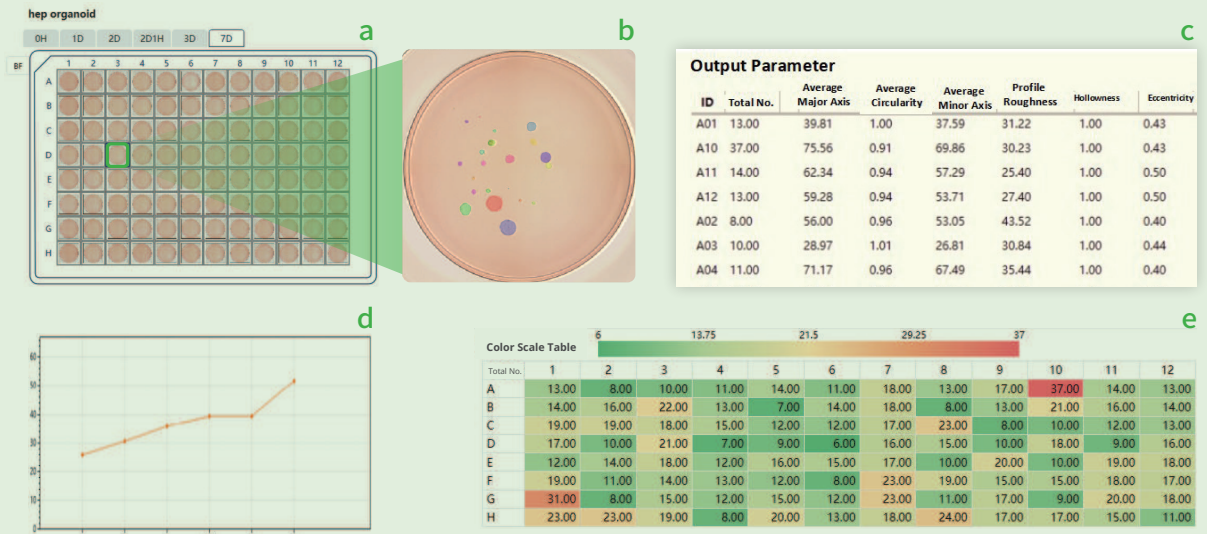 hep organoid
a
b
c
0H 1D 2D 2D1H 3D 7D
BF
1 2 3 4 5 6 7 8 9 10 11 12
A
B
C
D
E
F
G
H
Output Parameter
ID Total No. Average Major Axis Average Circularity Average Minor Axis Profile Roughness Hollowness Eccentricity
A01 13.00 39.81 1.00 37.59 31.22 1.00 0.43
A10 37.00 75.56 0.91 69.86 30.23 1.00 0.43
A11 14.00 62.34 0.94 57.29 25.40 1.00 0.50
A12 13.00 59.28 0.94 53.71 27.40 1.00 0.50
A02 8.00 56.00 0.96 53.05 43.52 1.00 0.40
A03 10.00 28.97 1.01 26.81 30.84 1.00 0.44
A04 11.00 71.17 0.96 67.49 35.44 1.00 0.40
d
60
50
40
30
20
10
0
e
Color Scale Table
6 13.75 21.5 29.25 37
Total No. 1 2 3 4 5 6 7 8 9 10 11 12
A 13.00 8.00 10.00 11.00 14.00 11.00 18.00 13.00 17.00 37.00 14.00 13.00
B 14.00 16.00 22.00 13.00 7.00 14.00 18.00 8.00 13.00 21.00 16.00 14.00
C 19.00 19.00 18.00 15.00 12.00 12.00 17.00 23.00 8.00 10.00 12.00 13.00
D 17.00 10.00 21.00 7.00 9.00 6.00 16.00 15.00 10.00 18.00 9.00 16.00
E 12.00 14.00 18.00 12.00 16.00 15.00 17.00 10.00 20.00 10.00 19.00 18.00
F 19.00 11.00 14.00 13.00 12.00 8.00 23.00 19.00 15.00 15.00 18.00 17.00
G 31.00 8.00 15.00 12.00 15.00 12.00 23.00 11.00 17.00 9.00 20.00 18.00
H 23.00 23.00 19.00 8.00 20.00 13.00 18.00 24.00 17.00 17.00 15.00 11.00